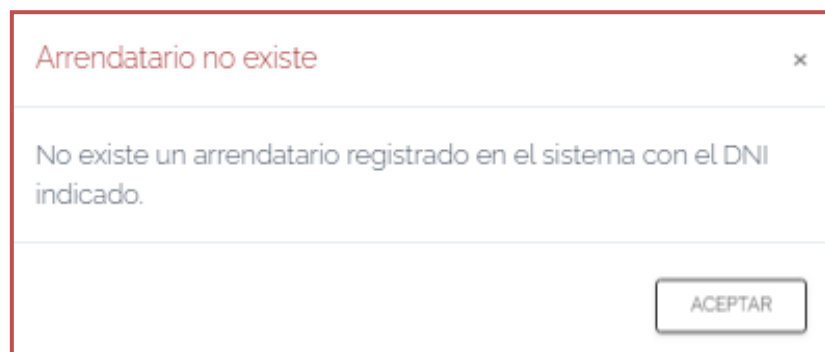 Arrendatario no existe ×
No existe un arrendatario registrado en el sistema con el DNI
indicado.
ACEPTAR